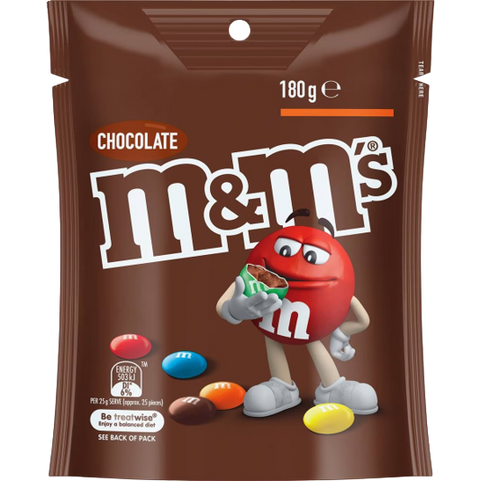 TEAR HERE
180g e
CHOCOLATE
m&m's®
m
m
m
ENERGY
503kJ
DI*
6%
™
PER 25g SERVE (approx. 25 pieces)
Be treatwise®
Enjoy a balanced diet
SEE BACK OF PACK